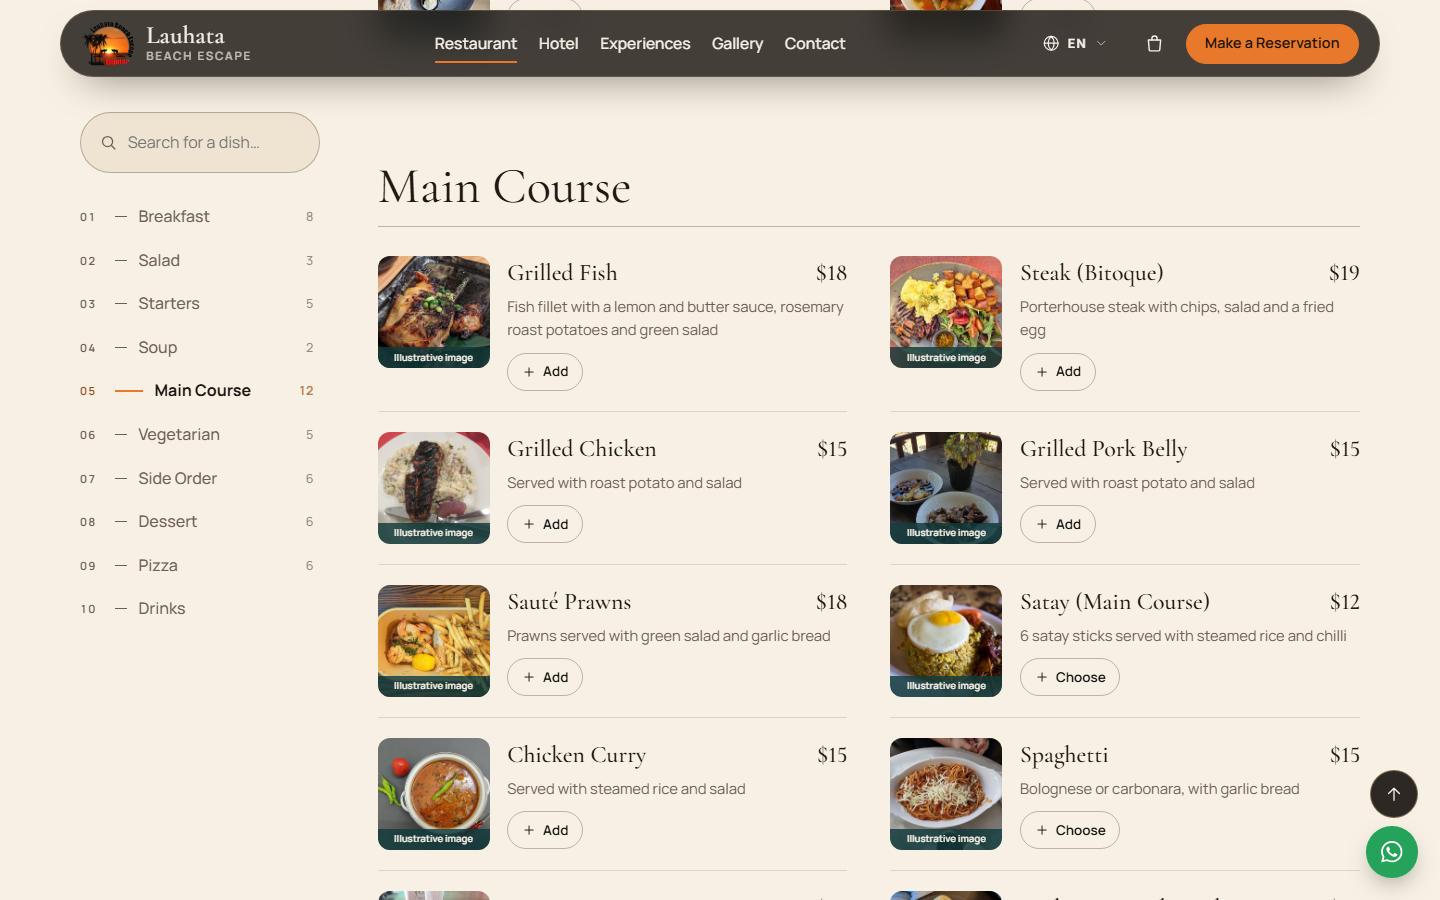 Lauhata
BEACH ESCAPE
Restaurant
Hotel
Experiences
Gallery
Contact
EN
Make a Reservation
Search for a dish...
01 — Breakfast 8
02 — Salad 3
03 — Starters 5
04 — Soup 2
05 — Main Course 12
06 — Vegetarian 5
07 — Side Order 6
08 — Dessert 6
09 — Pizza 6
10 — Drinks
Main Course
Grilled Fish $18
Fish fillet with a lemon and butter sauce, rosemary
roast potatoes and green salad
Illustrative image
+ Add
Steak (Bitoque) $19
Porterhouse steak with chips, salad and a fried
egg
Illustrative image
+ Add
Grilled Chicken $15
Served with roast potato and salad
Illustrative image
+ Add
Grilled Pork Belly $15
Served with roast potato and salad
Illustrative image
+ Add
Sauté Prawns $18
Prawns served with green salad and garlic bread
Illustrative image
+ Add
Satay (Main Course) $12
6 satay sticks served with steamed rice and chilli
Illustrative image
+ Choose
Chicken Curry $15
Served with steamed rice and salad
Illustrative image
+ Add
Spaghetti $15
Bolognese or carbonara, with garlic bread
Illustrative image
+ Choose